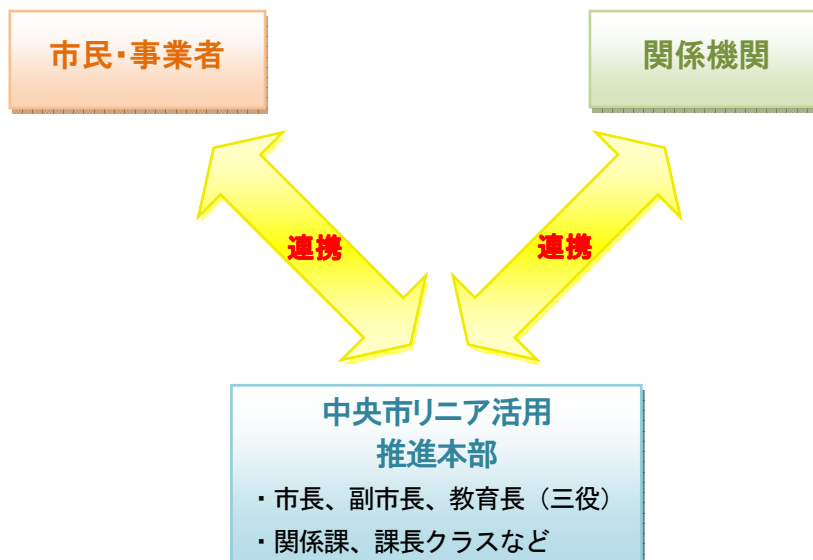 市民・事業者
関係機関
連携
連携
中央市リニア活用
推進本部
・市長、副市長、教育長（三役）
・関係課、課長クラスなど